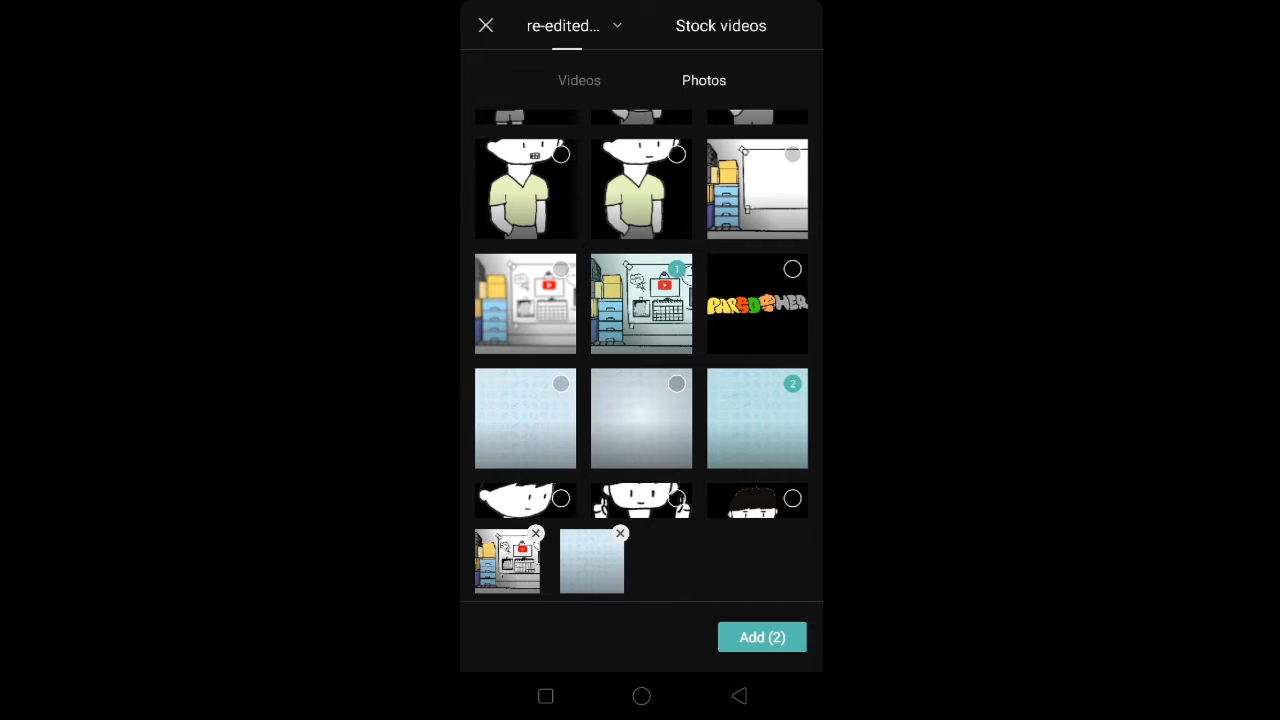 re-edited...
Stock videos
Videos
Photos
1
2
Add (2)